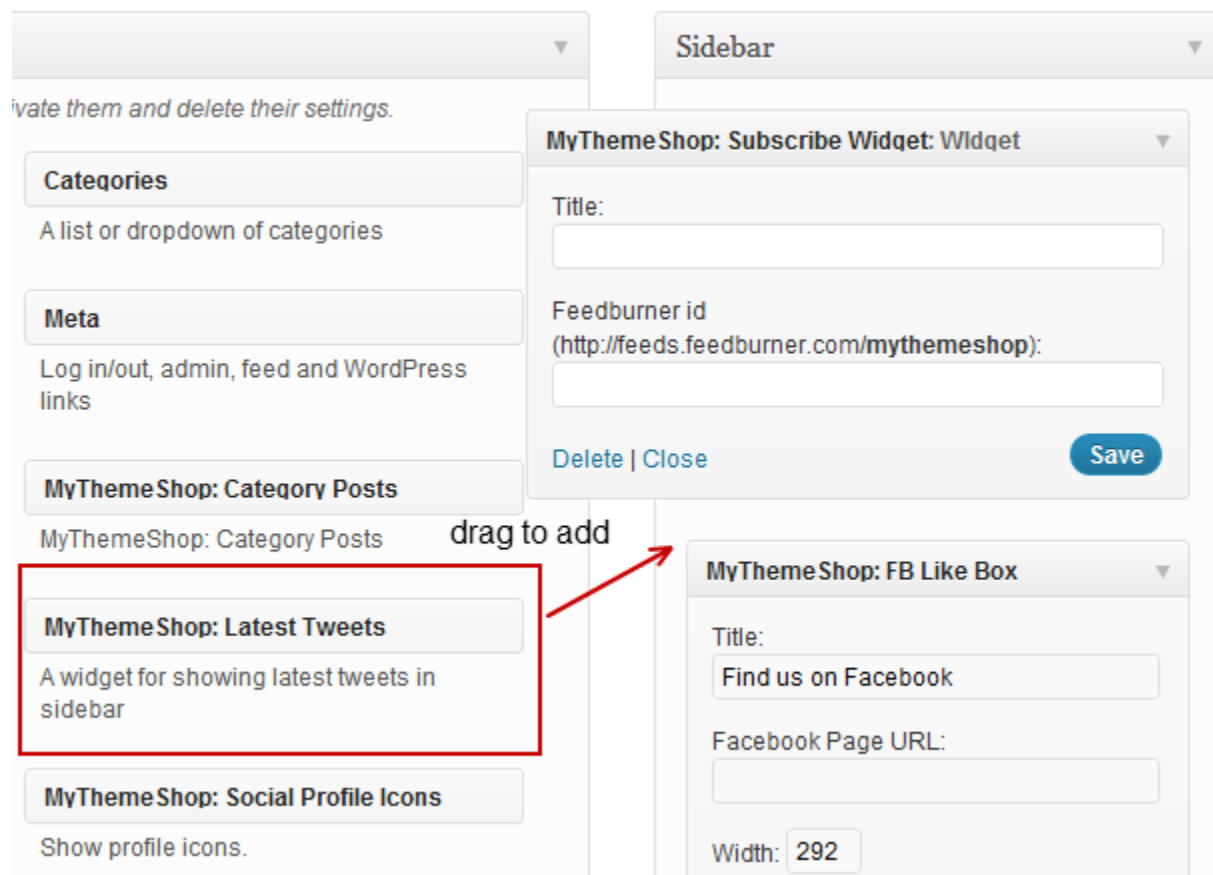 Sidebar
ivate them and delete their settings.
Categories
A list or dropdown of categories
Meta
Log in/out, admin, feed and WordPress
links
MyThemeShop: Category Posts
MyThemeShop: Category Posts
MyThemeShop: Latest Tweets
A widget for showing latest tweets in
sidebar
MyThemeShop: Social Profile Icons
Show profile icons.
drag to add
MyThemeShop: Subscribe Widget: WIdget
Title:
Feedburner id
(http://feeds.feedburner.com/mythemeshop):
Delete | Close
Save
MyThemeShop: FB Like Box
Title:
Find us on Facebook
Facebook Page URL:
Width: 292